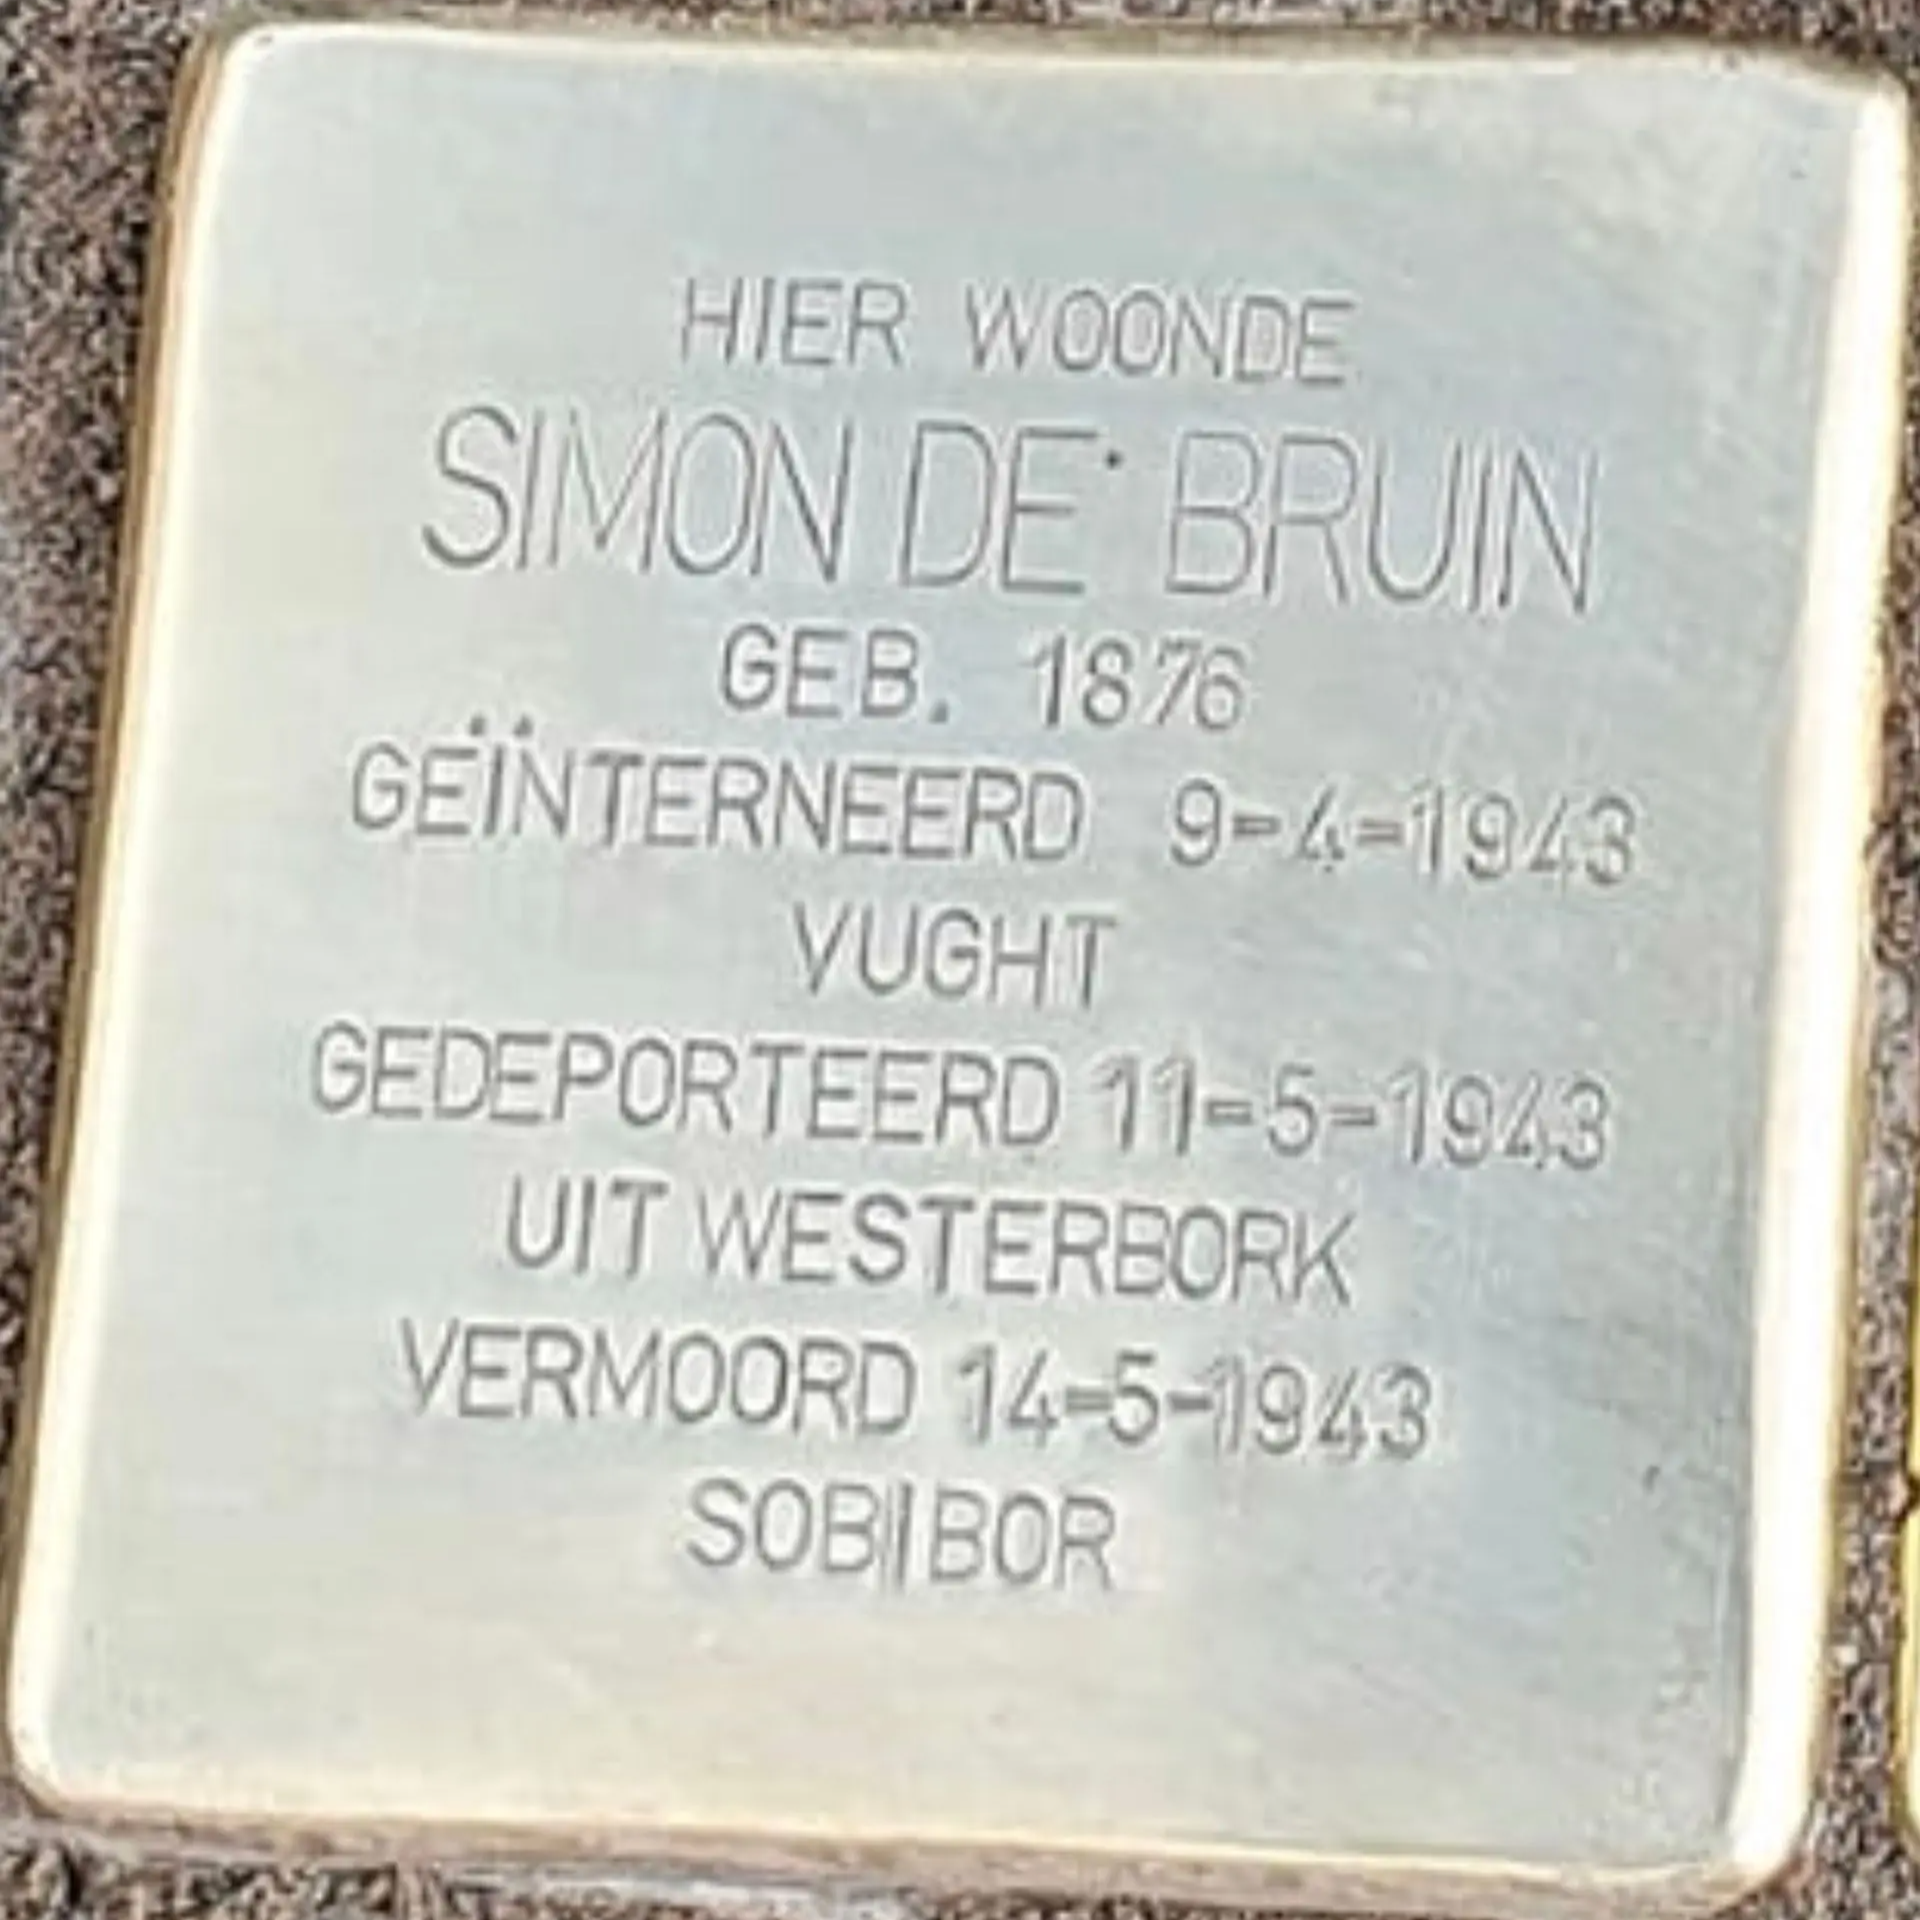 HIER WOONDE
SIMON DE BRUIN
GEB. 1876
GEÏNTERNEERD 9-4-1943
VUGHT
GEDEPORTEERD 11-5-1943
UIT WESTERBORK
VERMOORD 14-5-1943
SOBIBOR